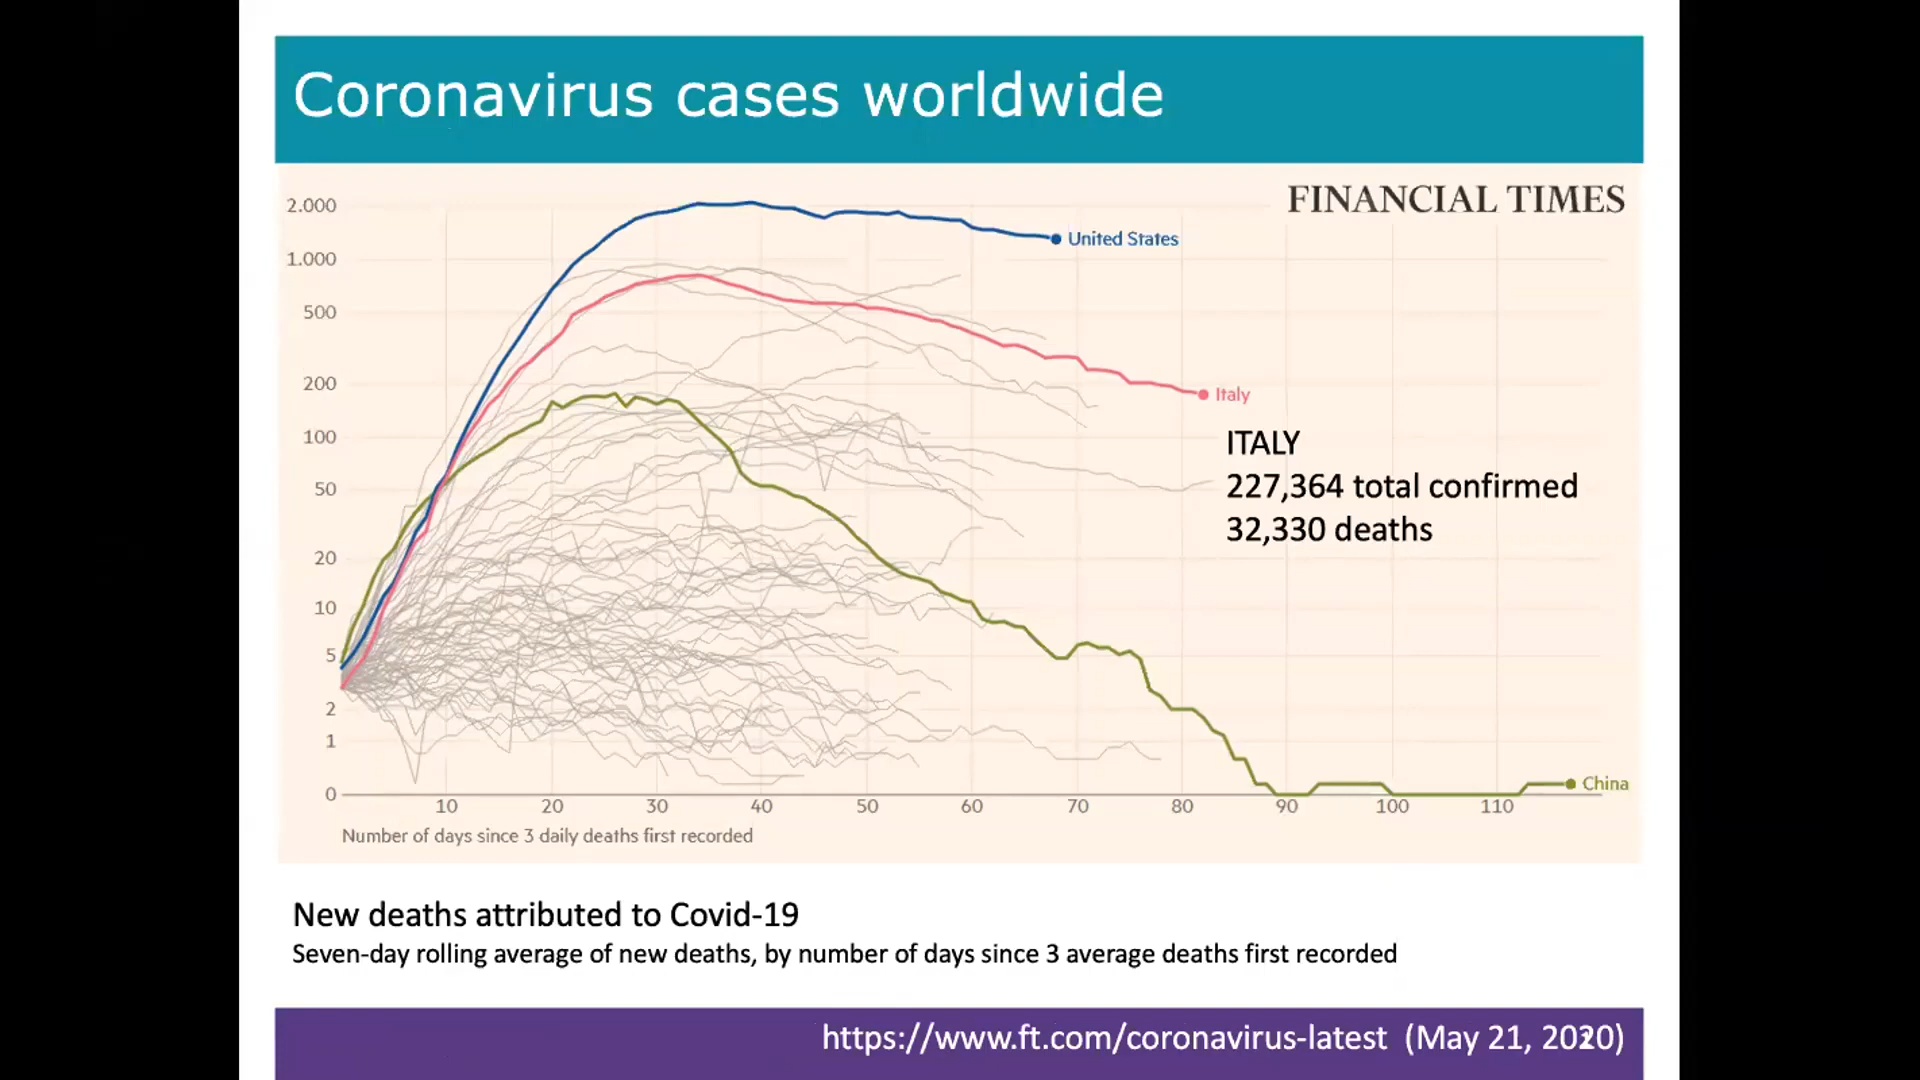 Coronavirus cases worldwide
FINANCIAL TIMES
2.000
1.000
500
200
100
50
20
10
5
2
1
0
United States
Italy
ITALY
227,364 total confirmed
32,330 deaths
China
10 20 30 40 50 60 70 80 90 100 110
Number of days since 3 daily deaths first recorded
New deaths attributed to Covid-19
Seven-day rolling average of new deaths, by number of days since 3 average deaths first recorded
https://www.ft.com/coronavirus-latest (May 21, 2020)